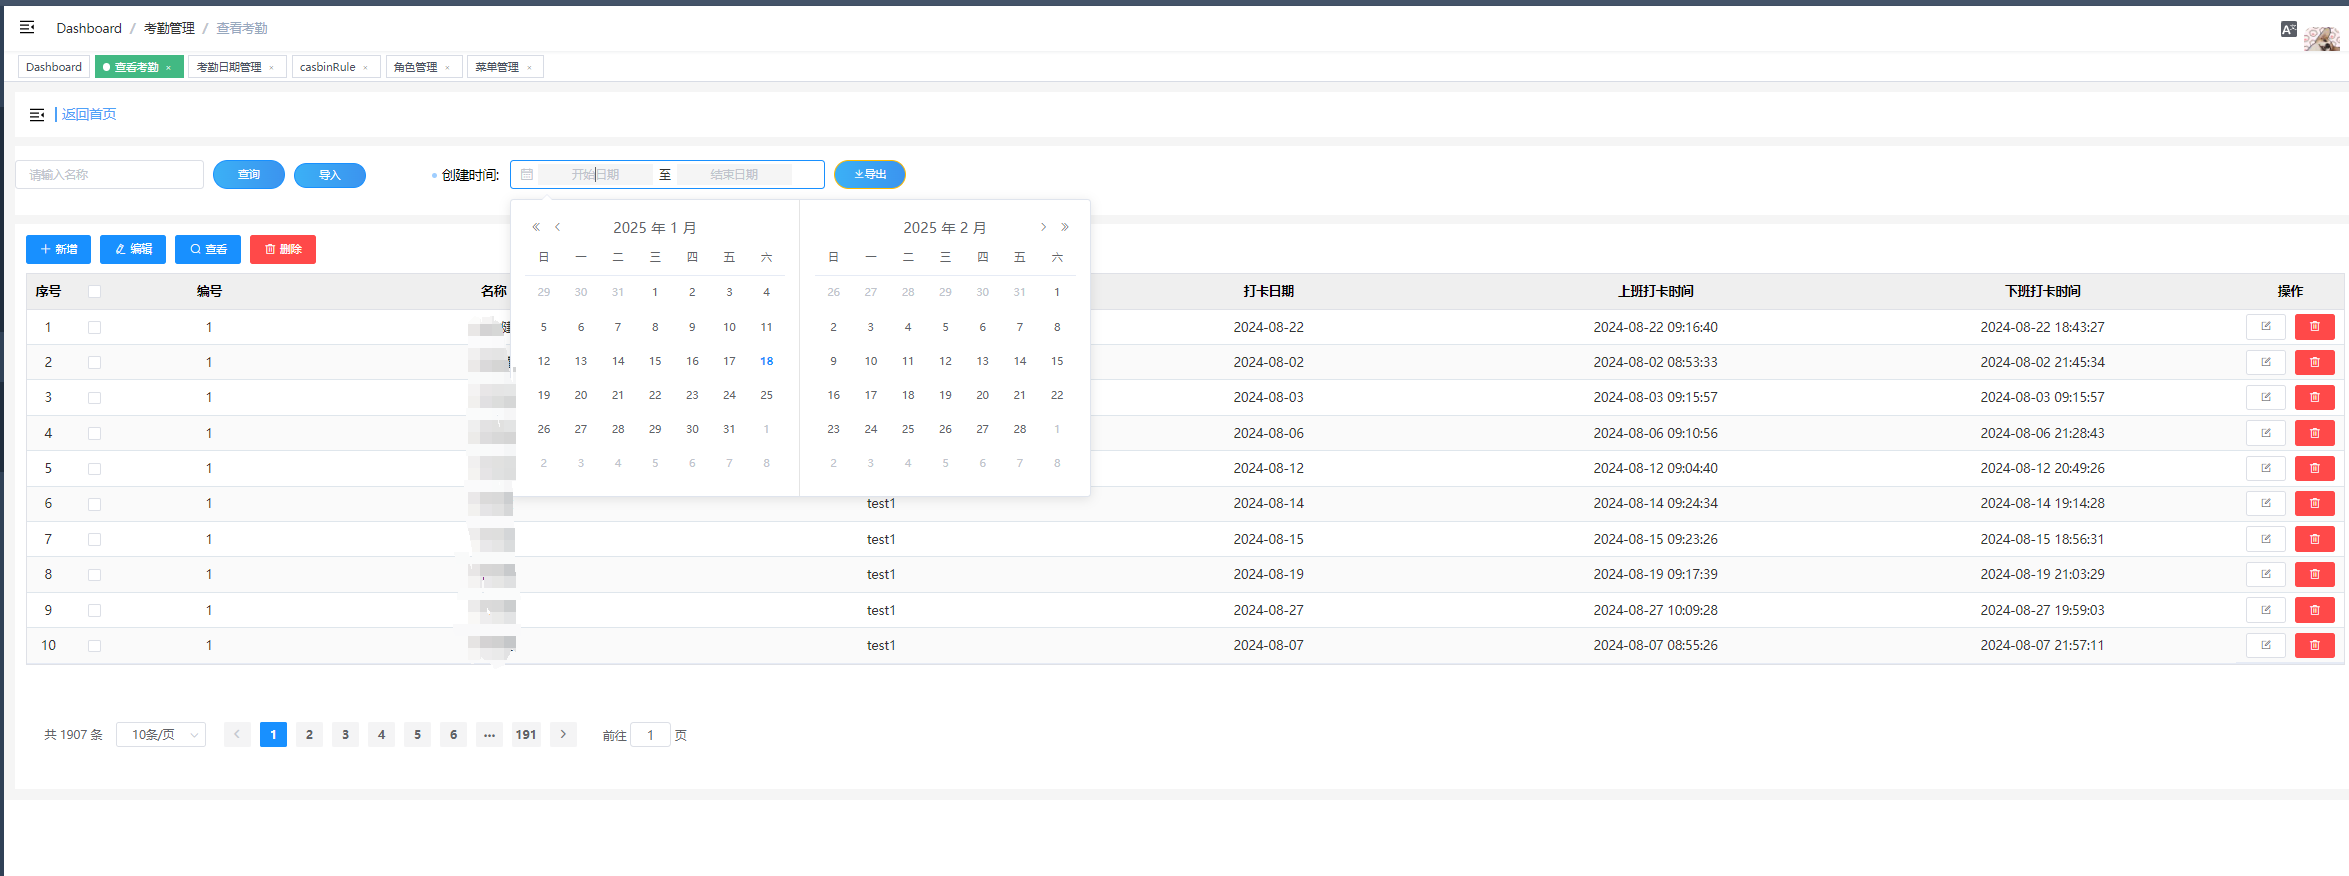 Dashboard / 考勤管理 / 查看考勤
Dashboard 查看考勤 × 考勤日期管理 × casbinRule × 角色管理 × 菜单管理 ×
返回首页
请输入名称 查询 导入 创建时间: 开始日期 至 结束日期 导出
2025 年 1 月 2025 年 2 月
日 一 二 三 四 五 六 日 一 二 三 四 五 六
29 30 31 1 2 3 4 26 27 28 29 30 31 1
5 6 7 8 9 10 11 2 3 4 5 6 7 8
12 13 14 15 16 17 18 9 10 11 12 13 14 15
19 20 21 22 23 24 25 16 17 18 19 20 21 22
26 27 28 29 30 31 1 23 24 25 26 27 28 1
2 3 4 5 6 7 8 2 3 4 5 6 7 8
新增 编辑 查看 删除
序号 编号 名称 打卡日期 上班打卡时间 下班打卡时间 操作
1 1 2024-08-22 2024-08-22 09:16:40 2024-08-22 18:43:27
2 1 2024-08-02 2024-08-02 08:53:33 2024-08-02 21:45:34
3 1 2024-08-03 2024-08-03 09:15:57 2024-08-03 09:15:57
4 1 2024-08-06 2024-08-06 09:10:56 2024-08-06 21:28:43
5 1 2024-08-12 2024-08-12 09:04:40 2024-08-12 20:49:26
6 1 test1 2024-08-14 2024-08-14 09:24:34 2024-08-14 19:14:28
7 1 test1 2024-08-15 2024-08-15 09:23:26 2024-08-15 18:56:31
8 1 test1 2024-08-19 2024-08-19 09:17:39 2024-08-19 21:03:29
9 1 test1 2024-08-27 2024-08-27 10:09:28 2024-08-27 19:59:03
10 1 test1 2024-08-07 2024-08-07 08:55:26 2024-08-07 21:57:11
共 1907 条 10条/页 1 2 3 4 5 6 ... 191 前往 1 页